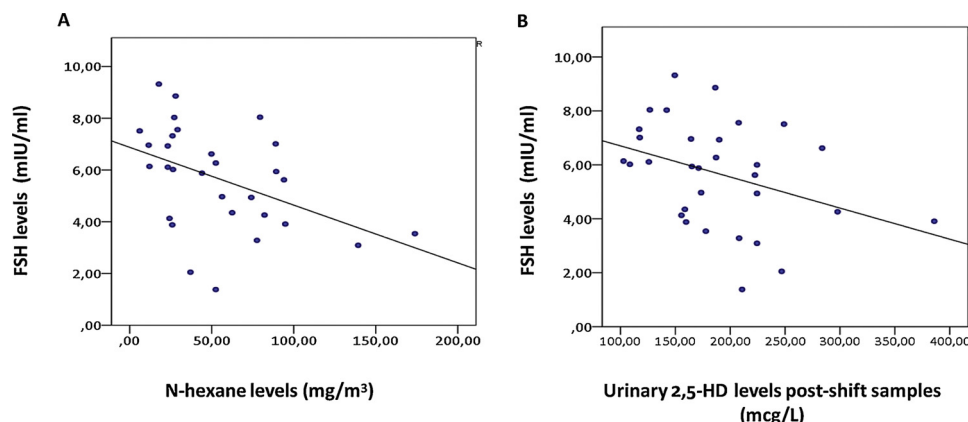 A
R
10,00
8,00
6,00
4,00
2,00
,00
,00 50,00 100,00 150,00 200,00
FSH levels (mIU/ml)
N-hexane levels (mg/m³)
B
10,00
8,00
6,00
4,00
2,00
,00
100,00 150,00 200,00 250,00 300,00 350,00 400,00
FSH levels (mIU/ml)
Urinary 2,5-HD levels post-shift samples
(mcg/L)